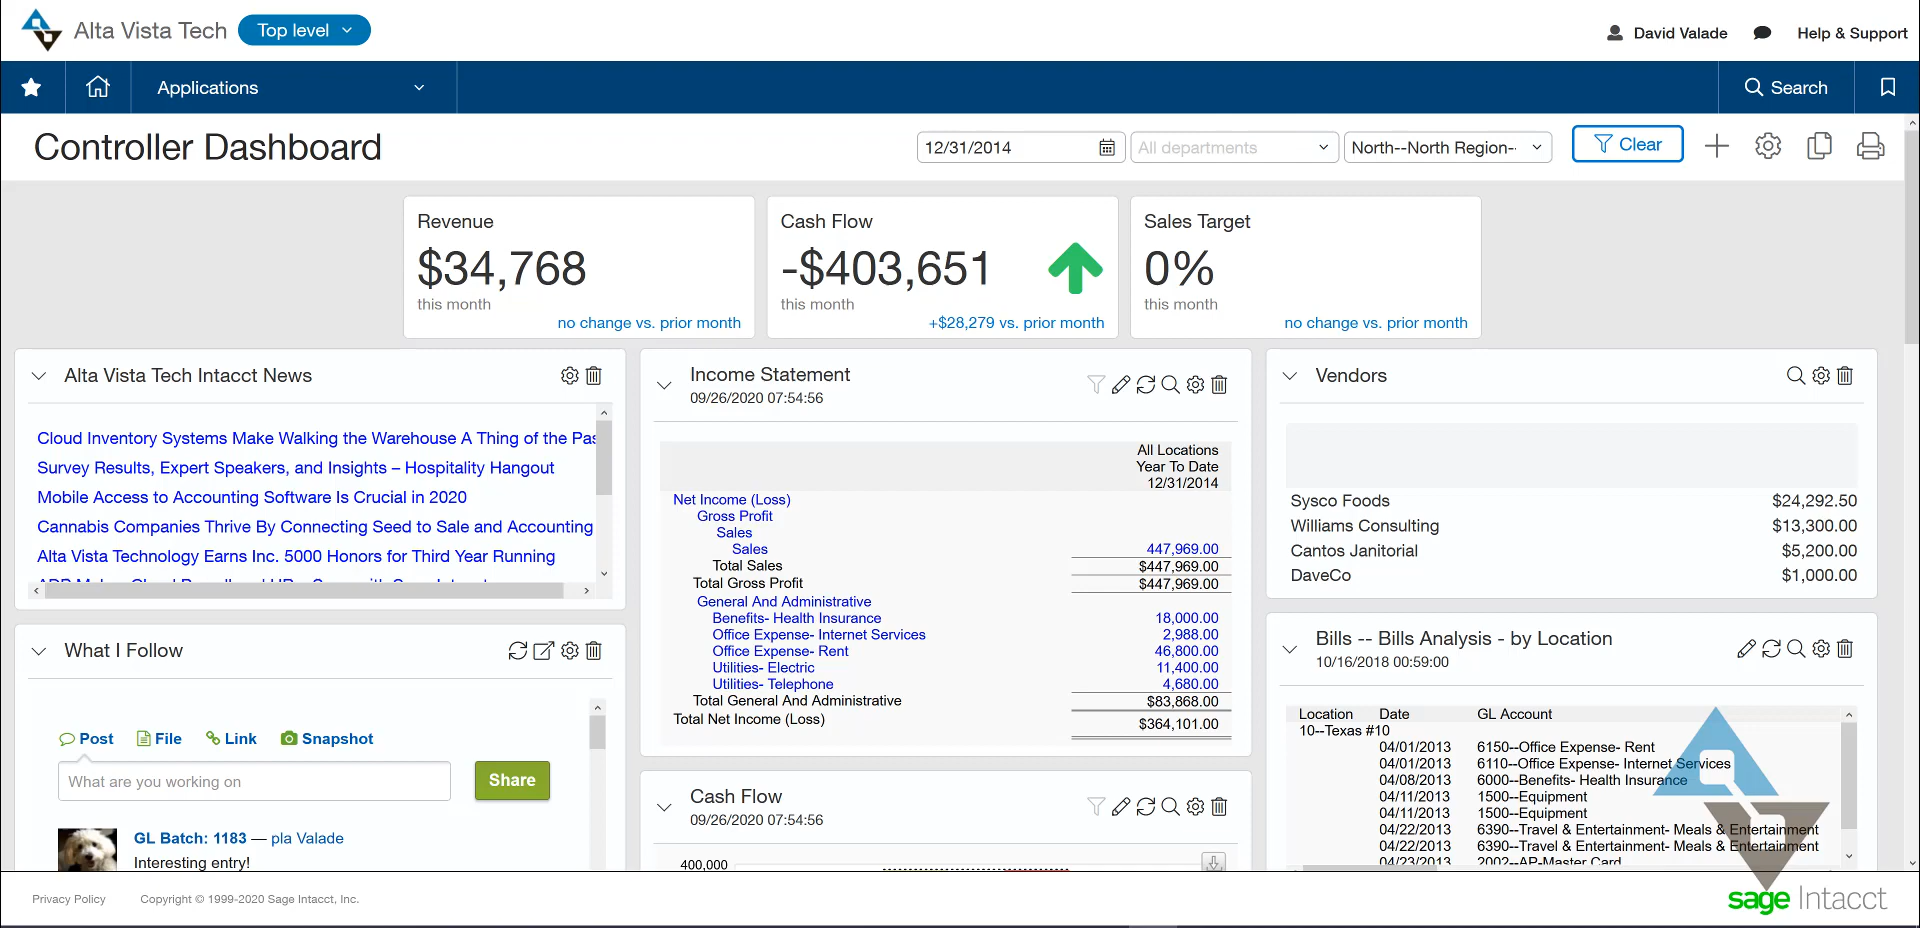 Alta Vista Tech
Top level
David Valade
Help & Support
Applications
Search
Controller Dashboard
12/31/2014
All departments
North--North Region-
Clear
Revenue
$34,768
this month
no change vs. prior month
Cash Flow
-$403,651
this month
+$28,279 vs. prior month
Sales Target
0%
this month
no change vs. prior month
Alta Vista Tech Intacct News
Cloud Inventory Systems Make Walking the Warehouse A Thing of the Pas
Survey Results, Expert Speakers, and Insights – Hospitality Hangout
Mobile Access to Accounting Software Is Crucial in 2020
Cannabis Companies Thrive By Connecting Seed to Sale and Accounting
Alta Vista Technology Earns Inc. 5000 Honors for Third Year Running
What I Follow
Post File Link Snapshot
What are you working on
Share
GL Batch: 1183 — pla Valade
Interesting entry!
Income Statement
09/26/2020 07:54:56
All Locations
Year To Date
12/31/2014
Net Income (Loss)
Gross Profit
Sales
Sales 447,969.00
Total Sales $447,969.00
Total Gross Profit $447,969.00
General And Administrative
Benefits- Health Insurance 18,000.00
Office Expense- Internet Services 2,988.00
Office Expense- Rent 46,800.00
Utilities- Electric 11,400.00
Utilities- Telephone 4,680.00
Total General And Administrative $83,868.00
Total Net Income (Loss) $364,101.00
Cash Flow
09/26/2020 07:54:56
400,000
Vendors
Sysco Foods $24,292.50
Williams Consulting $13,300.00
Cantos Janitorial $5,200.00
DaveCo $1,000.00
Bills -- Bills Analysis - by Location
10/16/2018 00:59:00
Location Date GL Account
10--Texas #10
04/01/2013 6150--Office Expense- Rent
04/01/2013 6110--Office Expense- Internet Services
04/08/2013 6000--Benefits- Health Insurance
04/11/2013 1500--Equipment
04/11/2013 1500--Equipment
04/22/2013 6390--Travel & Entertainment- Meals & Entertainment
04/22/2013 6390--Travel & Entertainment- Meals & Entertainment
04/23/2013 2002--AP-Master Card
Privacy Policy
Copyright © 1999-2020 Sage Intacct, Inc.
sage Intacct